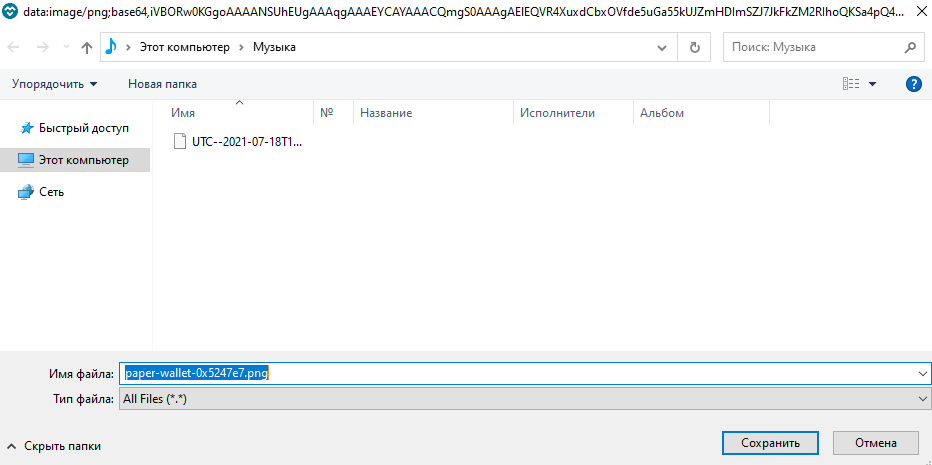 data:image/png;base64,iVBORw0KGgoAAAANSUhEUgAAAqgAAAEYCAYAAACQmgS0AAAgAElEQVR4XuxdCbxOVfde5uGa55kUJZmHDlmSZJ7JkFkZM2RlhoQKSa4pQ4...
Этот компьютер > Музыка
Поиск: Музыка
Упорядочить Новая папка
Имя № Название Исполнители Альбом
Быстрый доступ
UTC--2021-07-18T1...
Этот компьютер
Сеть
Имя файла: paper-wallet-0x5247e7.png
Тип файла: All Files (*.*)
Скрыть папки Сохранить Отмена